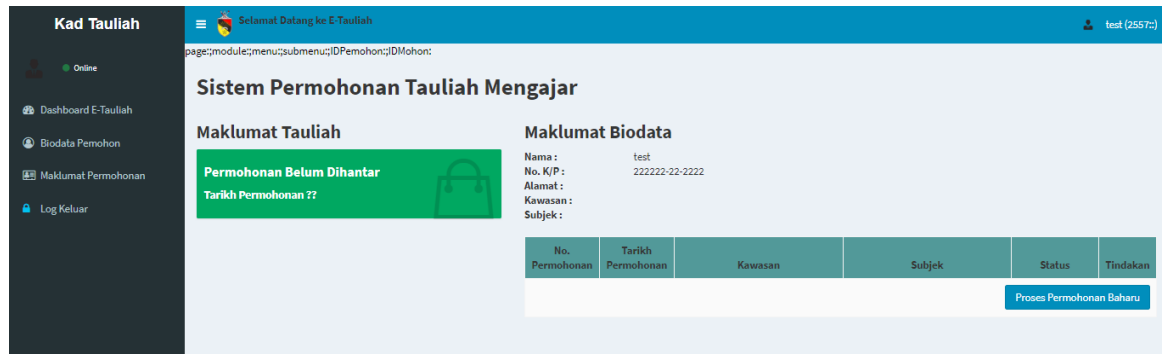 Kad Tauliah
Selamat Datang ke E-Tauliah
test (2557::)
Online
Dashboard E-Tauliah
Biodata Pemohon
Maklumat Permohonan
Log Keluar
page:;module:;menu:;submenu:;IDPemohon:;IDMohon:
Sistem Permohonan Tauliah Mengajar
Maklumat Tauliah
Permohonan Belum Dihantar
Tarikh Permohonan ??
Maklumat Biodata
Nama : test
No. K/P : 222222-22-2222
Alamat :
Kawasan :
Subjek :
No. Permohonan Tarikh Permohonan Kawasan Subjek Status Tindakan
Proses Permohonan Baharu